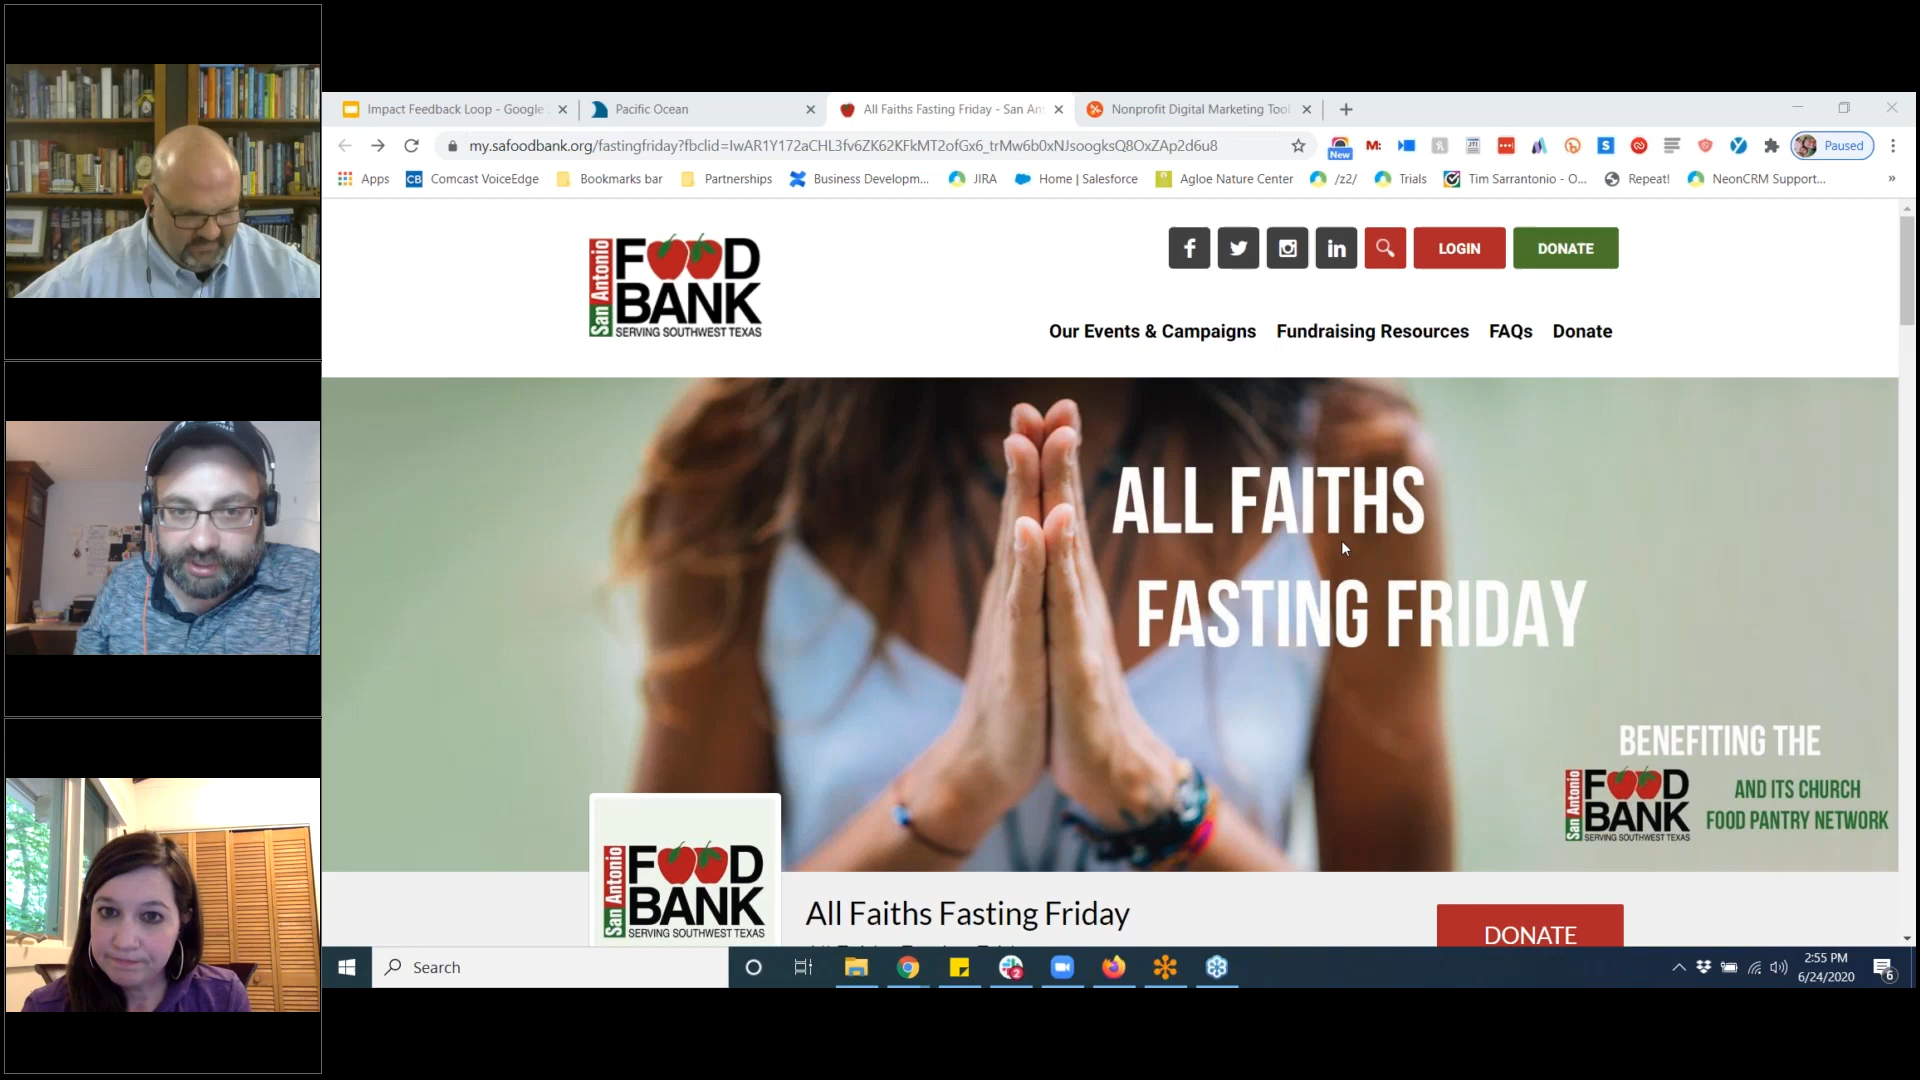 Impact Feedback Loop - Google
Pacific Ocean
All Faiths Fasting Friday - San An
Nonprofit Digital Marketing Tool
my.safoodbank.org/fastingfriday?fbclid=IwAR1Y172aCHL3fv6ZK62KFkMT2ofGx6_trMw6b0xNJsoogksQ8OxZAp2d6u8
New
M:
Paused
Apps
CB
Comcast VoiceEdge
Bookmarks bar
Partnerships
Business Developm...
JIRA
Home | Salesforce
Agloe Nature Center
/z2/
Trials
Tim Sarrantonio - O...
Repeat!
NeonCRM Support...
»
San Antonio
FOOD
BANK
SERVING SOUTHWEST TEXAS
LOGIN
DONATE
Our Events & Campaigns
Fundraising Resources
FAQs
Donate
ALL FAITHS
FASTING FRIDAY
BENEFITING THE
San Antonio
FOOD
BANK
SERVING SOUTHWEST TEXAS
AND ITS CHURCH
FOOD PANTRY NETWORK
San Antonio
FOOD
BANK
SERVING SOUTHWEST TEXAS
All Faiths Fasting Friday
DONATE
Search
2
2:55 PM
6/24/2020
6